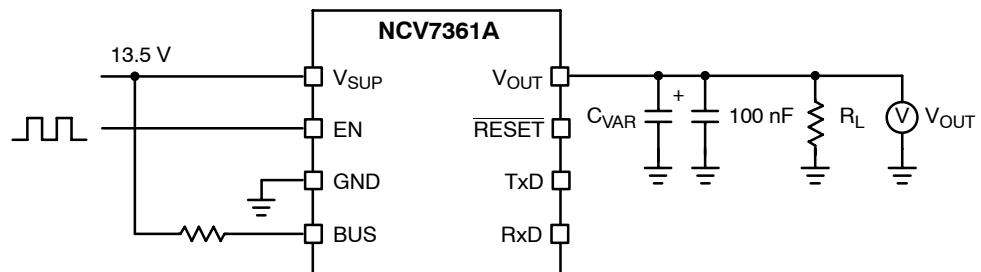 NCV7361A
13.5 V
V_SUP
V_OUT
EN
RESET
C_VAR
+
100 nF
R_L
V
V_OUT
GND
TxD
BUS
RxD